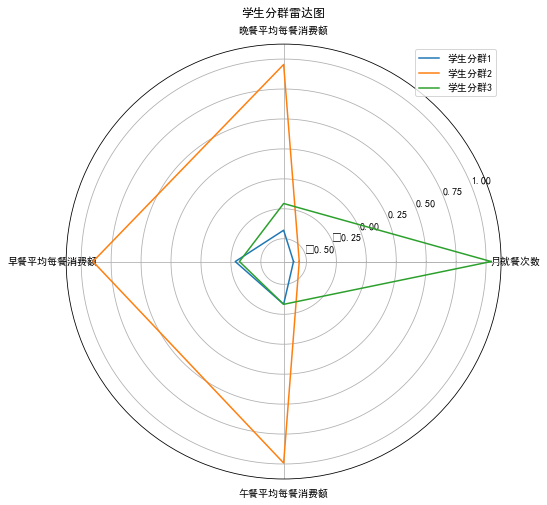 学生分群雷达图
晚餐平均每餐消费额
学生分群1
学生分群2
学生分群3
1.00
0.75
0.50
0.25
0.00
□0.25
□0.50
早餐平均每餐消费额
月就餐次数
午餐平均每餐消费额